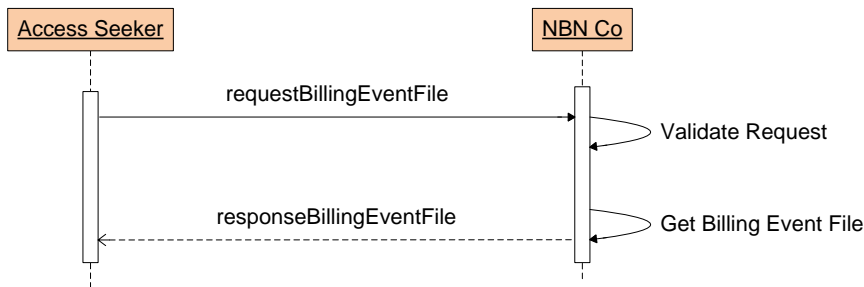 Access Seeker
NBN Co
requestBillingEventFile
Validate Request
responseBillingEventFile
Get Billing Event File